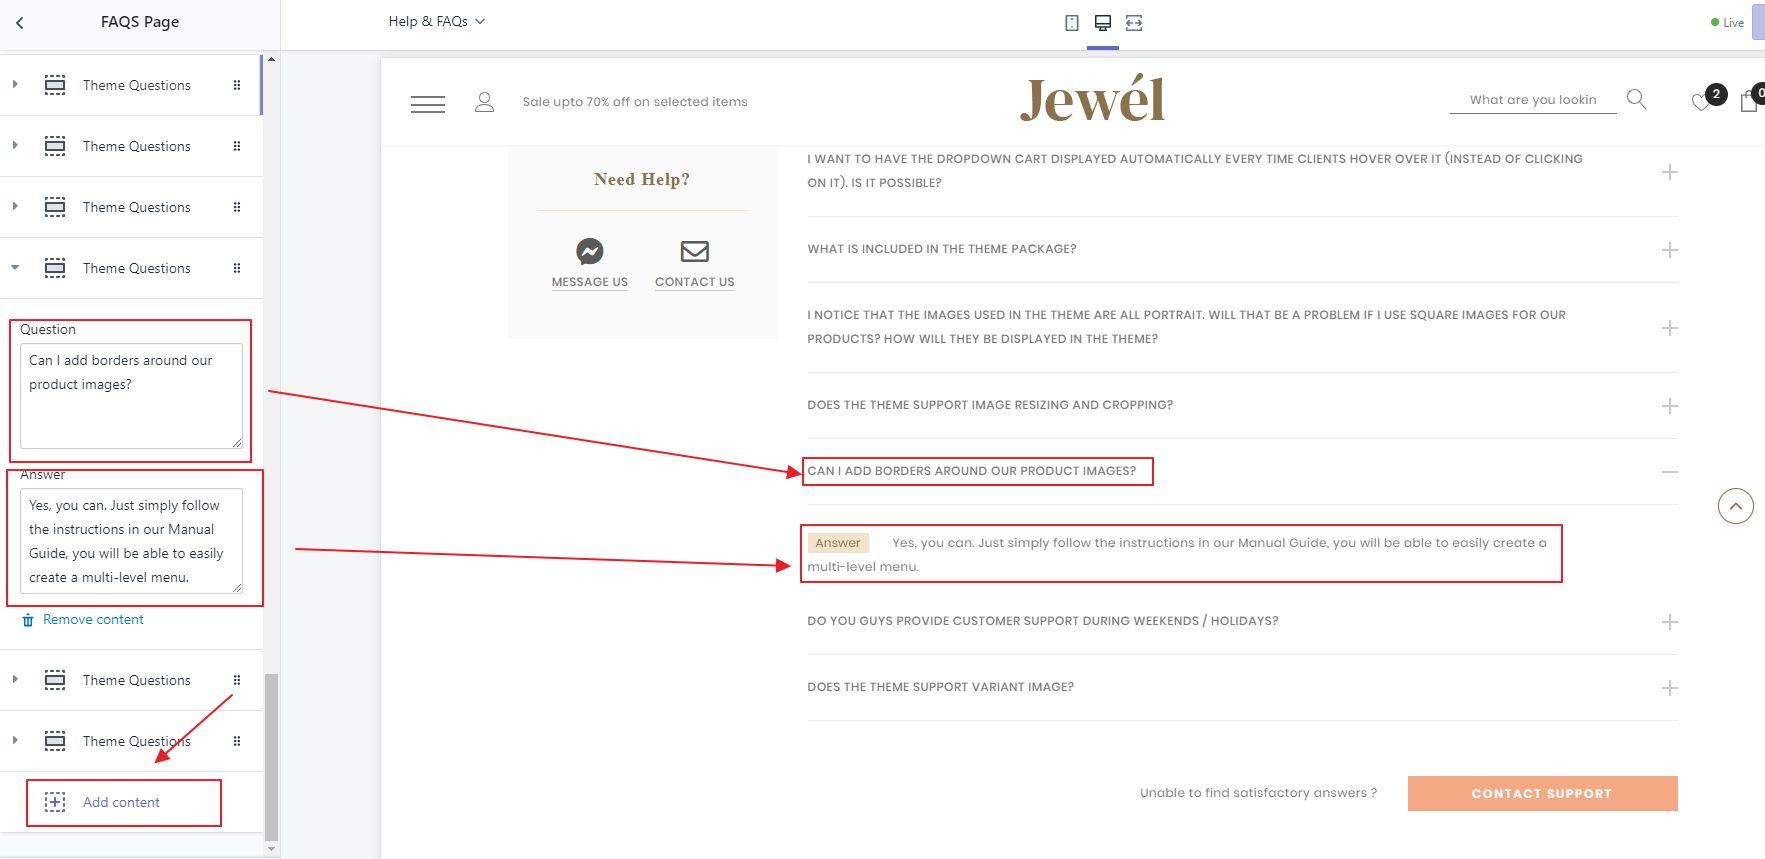 FAQS Page
Help & FAQs
Live
Theme Questions
Theme Questions
Theme Questions
Theme Questions
Question
Can I add borders around our
product images?
Answer
Yes, you can. Just simply follow
the instructions in our Manual
Guide, you will be able to easily
create a multi-level menu.
Remove content
Theme Questions
Theme Questions
Add content
Sale upto 70% off on selected items
Jewél
What are you lookin
2
0
Need Help?
MESSAGE US
CONTACT US
I WANT TO HAVE THE DROPDOWN CART DISPLAYED AUTOMATICALLY EVERY TIME CLIENTS HOVER OVER IT (INSTEAD OF CLICKING
ON IT). IS IT POSSIBLE?
WHAT IS INCLUDED IN THE THEME PACKAGE?
I NOTICE THAT THE IMAGES USED IN THE THEME ARE ALL PORTRAIT. WILL THAT BE A PROBLEM IF I USE SQUARE IMAGES FOR OUR
PRODUCTS? HOW WILL THEY BE DISPLAYED IN THE THEME?
DOES THE THEME SUPPORT IMAGE RESIZING AND CROPPING?
CAN I ADD BORDERS AROUND OUR PRODUCT IMAGES?
Answer Yes, you can. Just simply follow the instructions in our Manual Guide, you will be able to easily create a
multi-level menu.
DO YOU GUYS PROVIDE CUSTOMER SUPPORT DURING WEEKENDS / HOLIDAYS?
DOES THE THEME SUPPORT VARIANT IMAGE?
Unable to find satisfactory answers ?
CONTACT SUPPORT